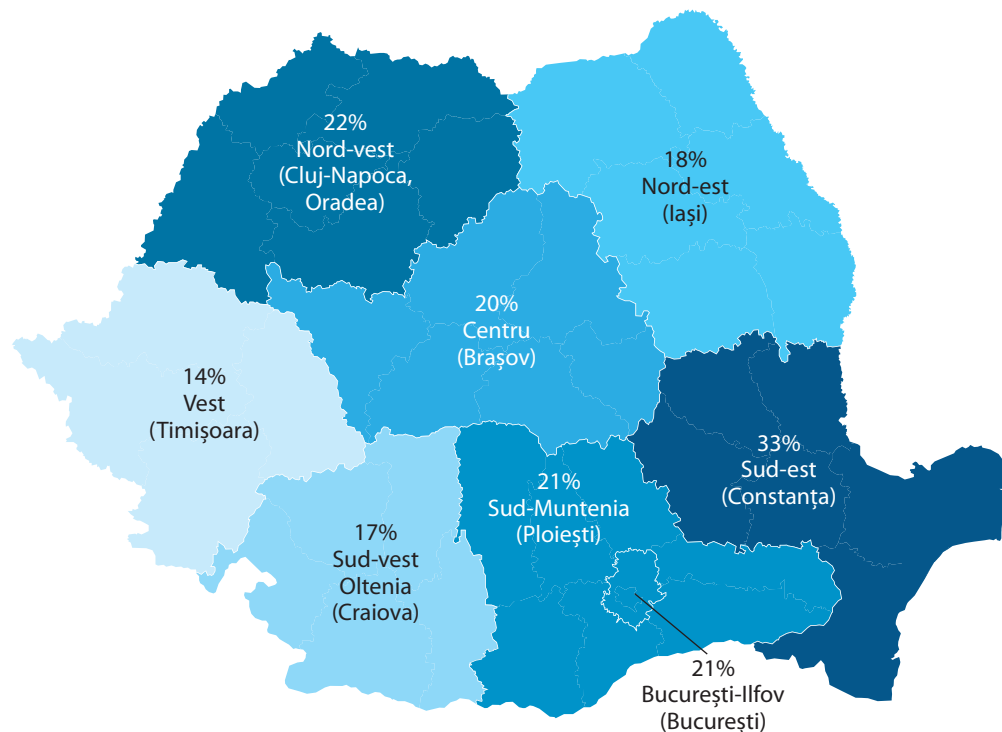 22%
Nord-vest
(Cluj-Napoca,
Oradea)
18%
Nord-est
(Iași)
20%
Centru
(Brașov)
14%
Vest
(Timișoara)
33%
Sud-est
(Constanța)
21%
Sud-Muntenia
(Ploiești)
17%
Sud-vest
Oltenia
(Craiova)
21%
București-Ilfov
(București)